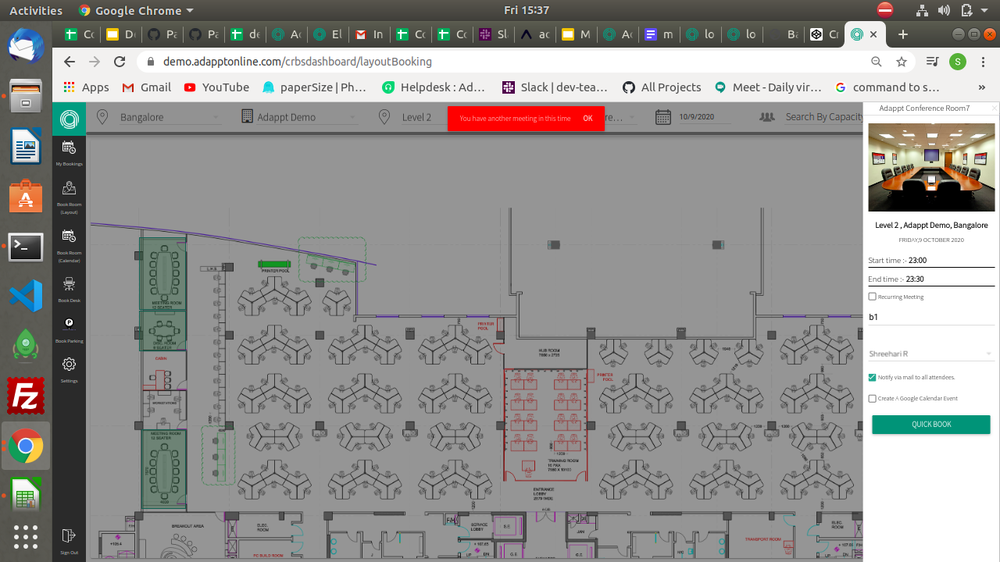 Activities
Google Chrome
Fri 15:37
Co
D
Pa
Pa
de
Ac
El
In
Co
Co
Sl
ac
M
Ac
m
lo
lo
Ba
Cr
demo.adapptonline.com/crbsdashboard/layoutBooking
S
Apps
Gmail
YouTube
paperSize | Ph…
Helpdesk : Ad…
Slack | dev-tea…
All Projects
Meet - Daily vir…
command to s…
»
Bangalore
Adappt Demo
Level 2
You have another meeting in this time OK
re…
10/9/2020
Search By Capacity
My Bookings
Book Room
(Layout)
Book Room
(Calendar)
Book Desk
P
Book Parking
Settings
Sign Out
Adappt Conference Room7
Level 2 , Adappt Demo, Bangalore
FRIDAY,9 OCTOBER 2020
Start time :- 23:00
End time :- 23:30
Recurring Meeting
b1
Shreehari R
Notify via mail to all attendees.
Create A Google Calendar Event
QUICK BOOK
PRINTER POOL
MEETING ROOM
DISC. ROOM
CABIN
WORKSTATIONS
MEETING ROOM
12 SEATER
PRINTER
POOL
HUB ROOM
PRINTER
POOL
TRAINING ROOM
ENTRANCE
LOBBY
BREAKOUT AREA
ELEC.
ROOM
SERVICE
LOBBY
S.E
JAN
TRANSPORT ROOM
ELEC.
ROOM